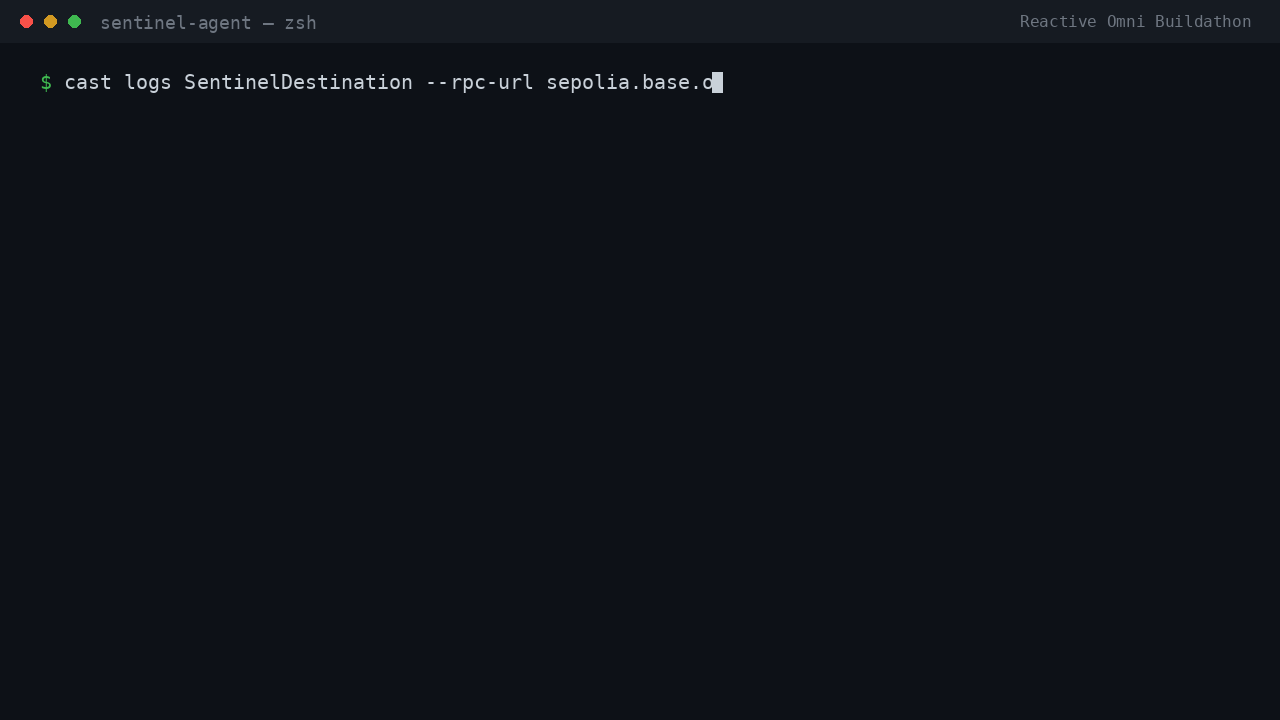 sentinel-agent — zsh
Reactive Omni Buildathon
$ cast logs SentinelDestination --rpc-url sepolia.base.o